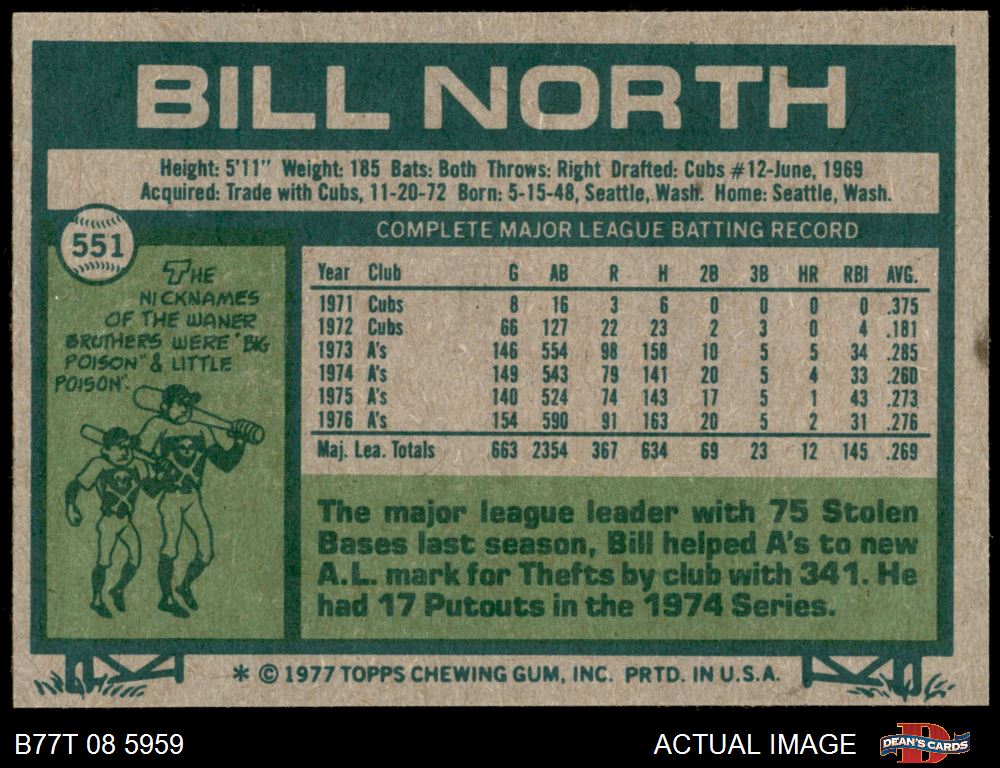 BILL NORTH
Height: 5'11" Weight: 185 Bats: Both Throws: Right Drafted: Cubs #12-June, 1969
Acquired: Trade with Cubs, 11-20-72 Born: 5-15-48, Seattle, Wash. Home: Seattle, Wash.
551
THE
NICKNAMES
OF THE WANER
BROTHERS WERE "BIG
POISON" & LITTLE
POISON".
COMPLETE MAJOR LEAGUE BATTING RECORD
Year Club G AB R H 2B 3B HR RBI AVG.
1971 Cubs 8 16 3 6 0 0 0 0 .375
1972 Cubs 66 127 22 23 2 3 0 4 .181
1973 A's 146 554 98 158 10 5 5 34 .285
1974 A's 149 543 79 141 20 5 4 33 .260
1975 A's 140 524 74 143 17 5 1 43 .273
1976 A's 154 590 91 163 20 5 2 31 .276
Maj. Lea. Totals 663 2354 367 634 69 23 12 145 .269
The major league leader with 75 Stolen
Bases last season, Bill helped A's to new
A.L. mark for Thefts by club with 341. He
had 17 Putouts in the 1974 Series.
* © 1977 TOPPS CHEWING GUM, INC. PRTD. IN U.S.A.
B77T 08 5959
ACTUAL IMAGE
DEAN'S CARDS